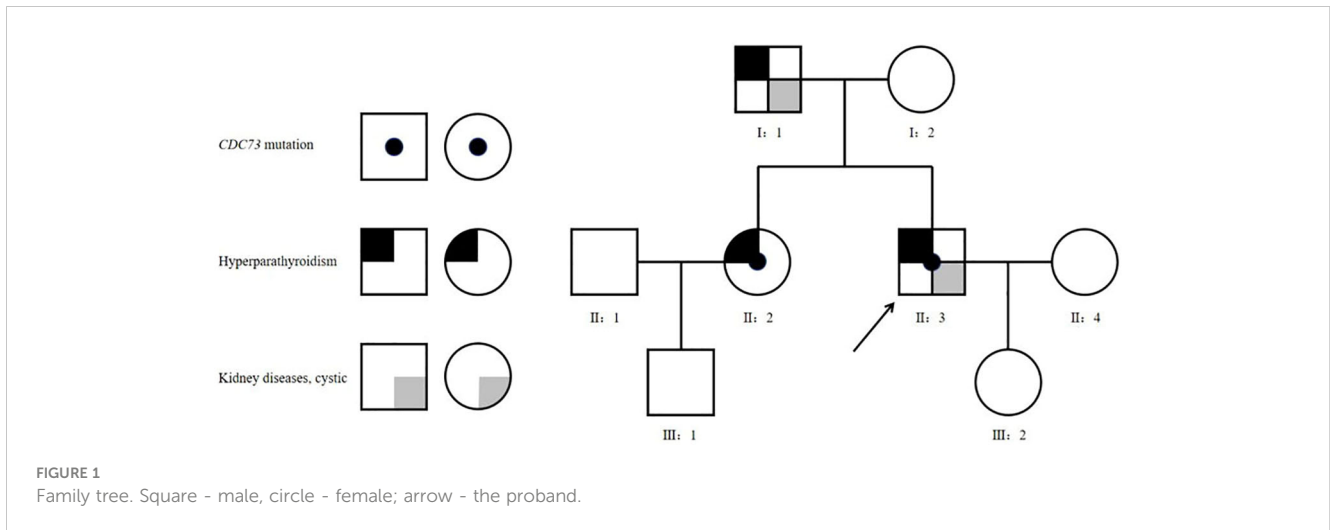 I： 1
I： 2
CDC73 mutation
Hyperparathyroidism
II： 1
II： 2
II： 3
II： 4
Kidney diseases, cystic
III： 1
III： 2
FIGURE 1
Family tree. Square - male, circle - female; arrow - the proband.